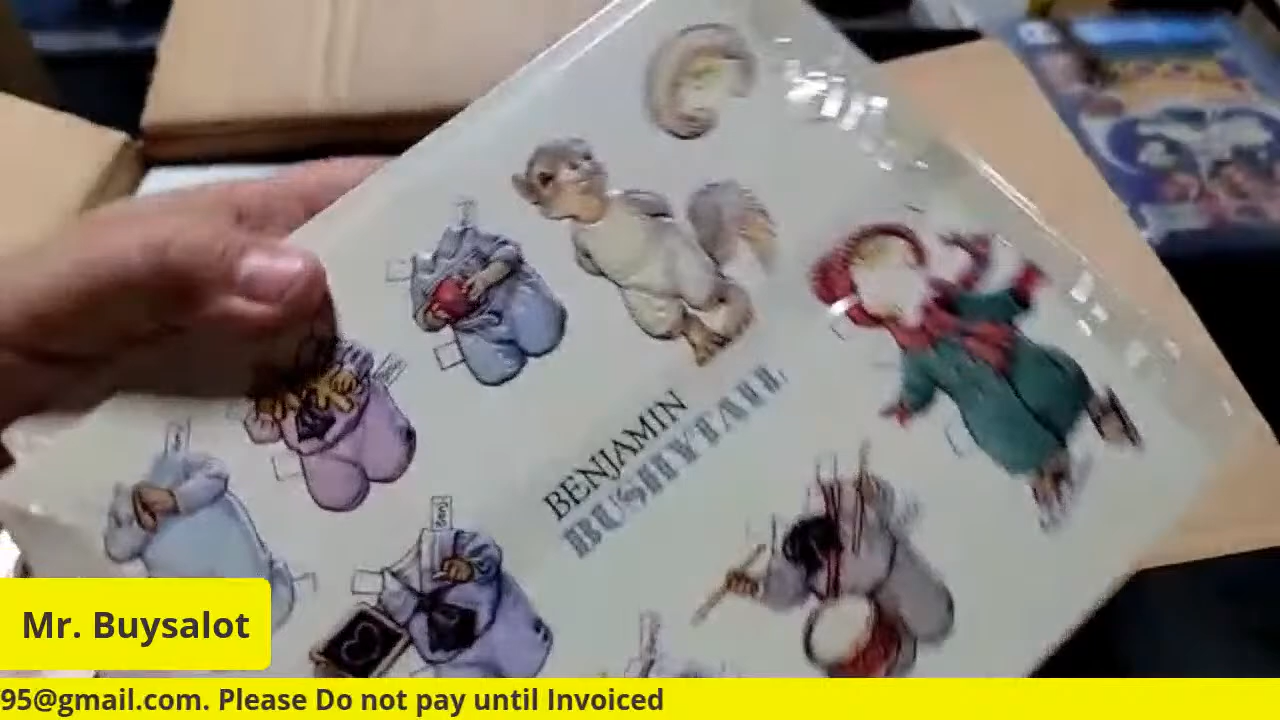 BENJAMIN
BUSHYTAIL
Mr. Buysalot
95@gmail.com. Please Do not pay until Invoiced